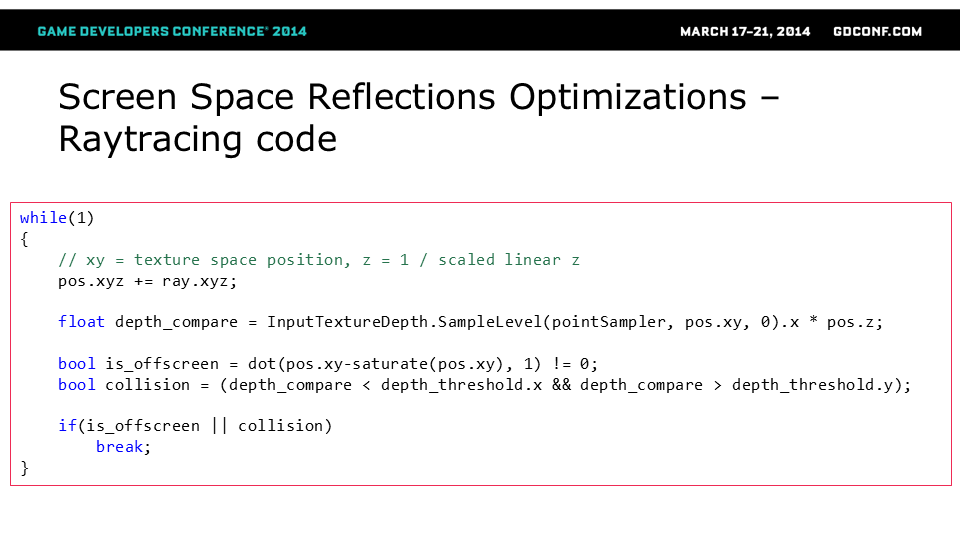 GAME DEVELOPERS CONFERENCE® 2014 MARCH 17–21, 2014 GDCONF.COM
Screen Space Reflections Optimizations –
Raytracing code
while(1)
{
    // xy = texture space position, z = 1 / scaled linear z
    pos.xyz += ray.xyz;
    float depth_compare = InputTextureDepth.SampleLevel(pointSampler, pos.xy, 0).x * pos.z;
    bool is_offscreen = dot(pos.xy-saturate(pos.xy), 1) != 0;
    bool collision = (depth_compare < depth_threshold.x && depth_compare > depth_threshold.y);
    if(is_offscreen || collision)
        break;
}